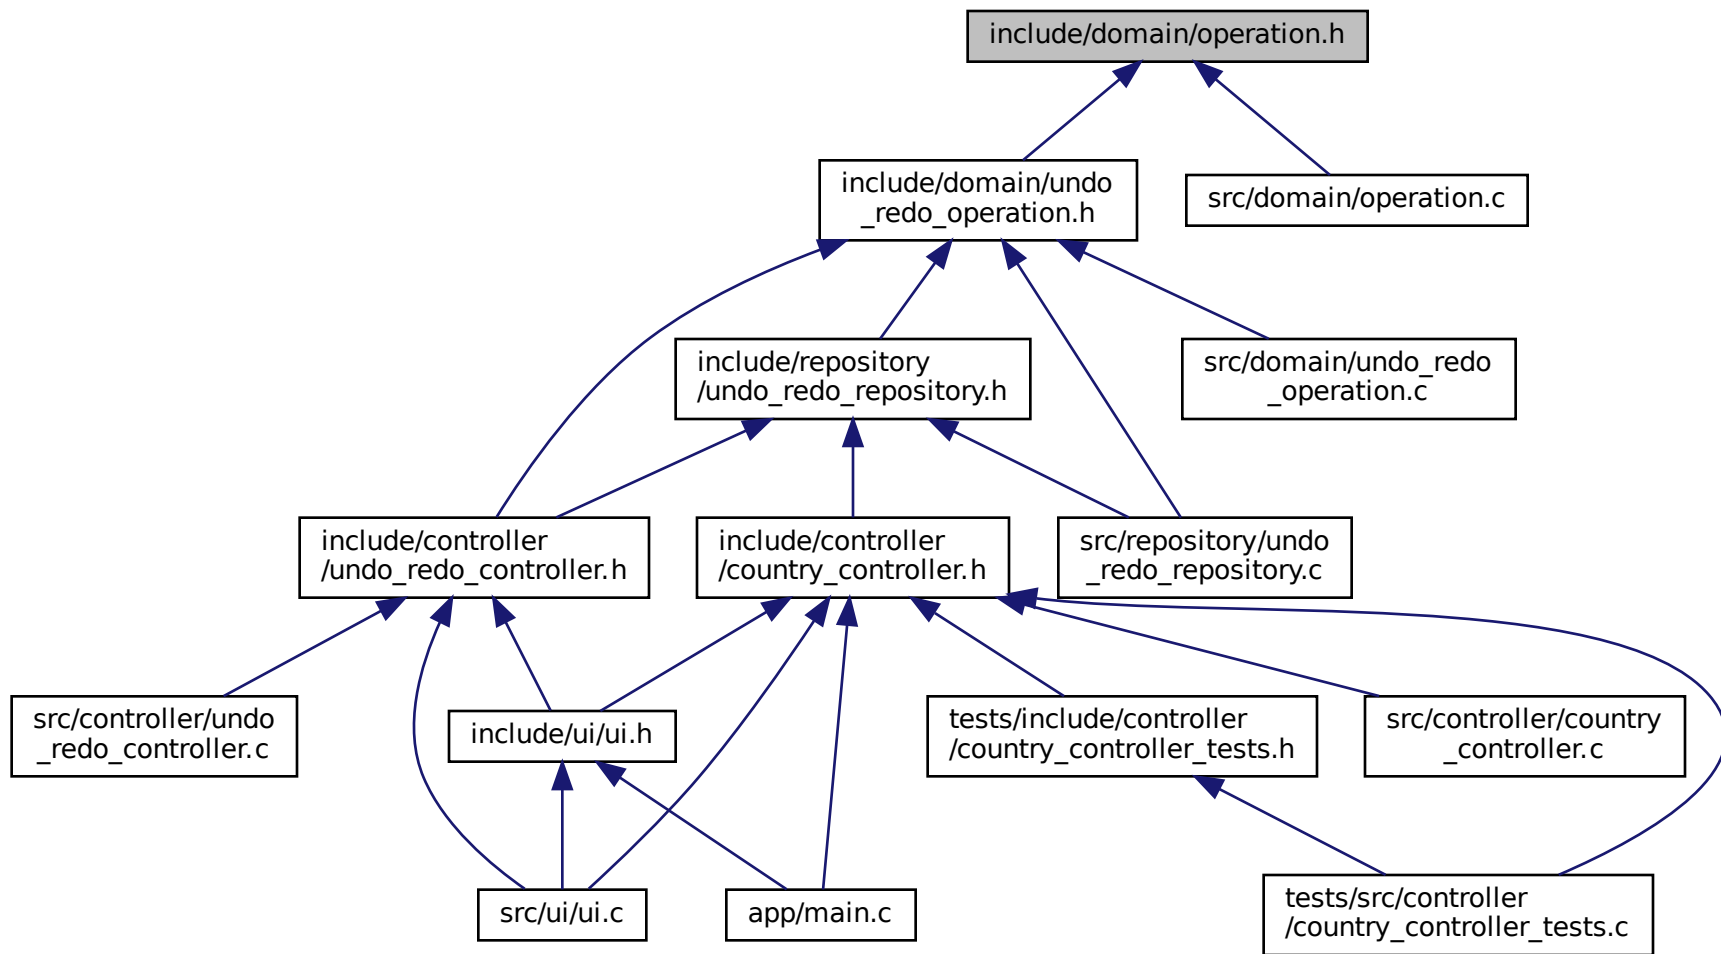 include/domain/operation.h
include/domain/undo
_redo_operation.h
src/domain/operation.c
include/repository
/undo_redo_repository.h
src/domain/undo_redo
_operation.c
include/controller
/undo_redo_controller.h
include/controller
/country_controller.h
src/repository/undo
_redo_repository.c
src/controller/undo
_redo_controller.c
include/ui/ui.h
tests/include/controller
/country_controller_tests.h
src/controller/country
_controller.c
src/ui/ui.c
app/main.c
tests/src/controller
/country_controller_tests.c